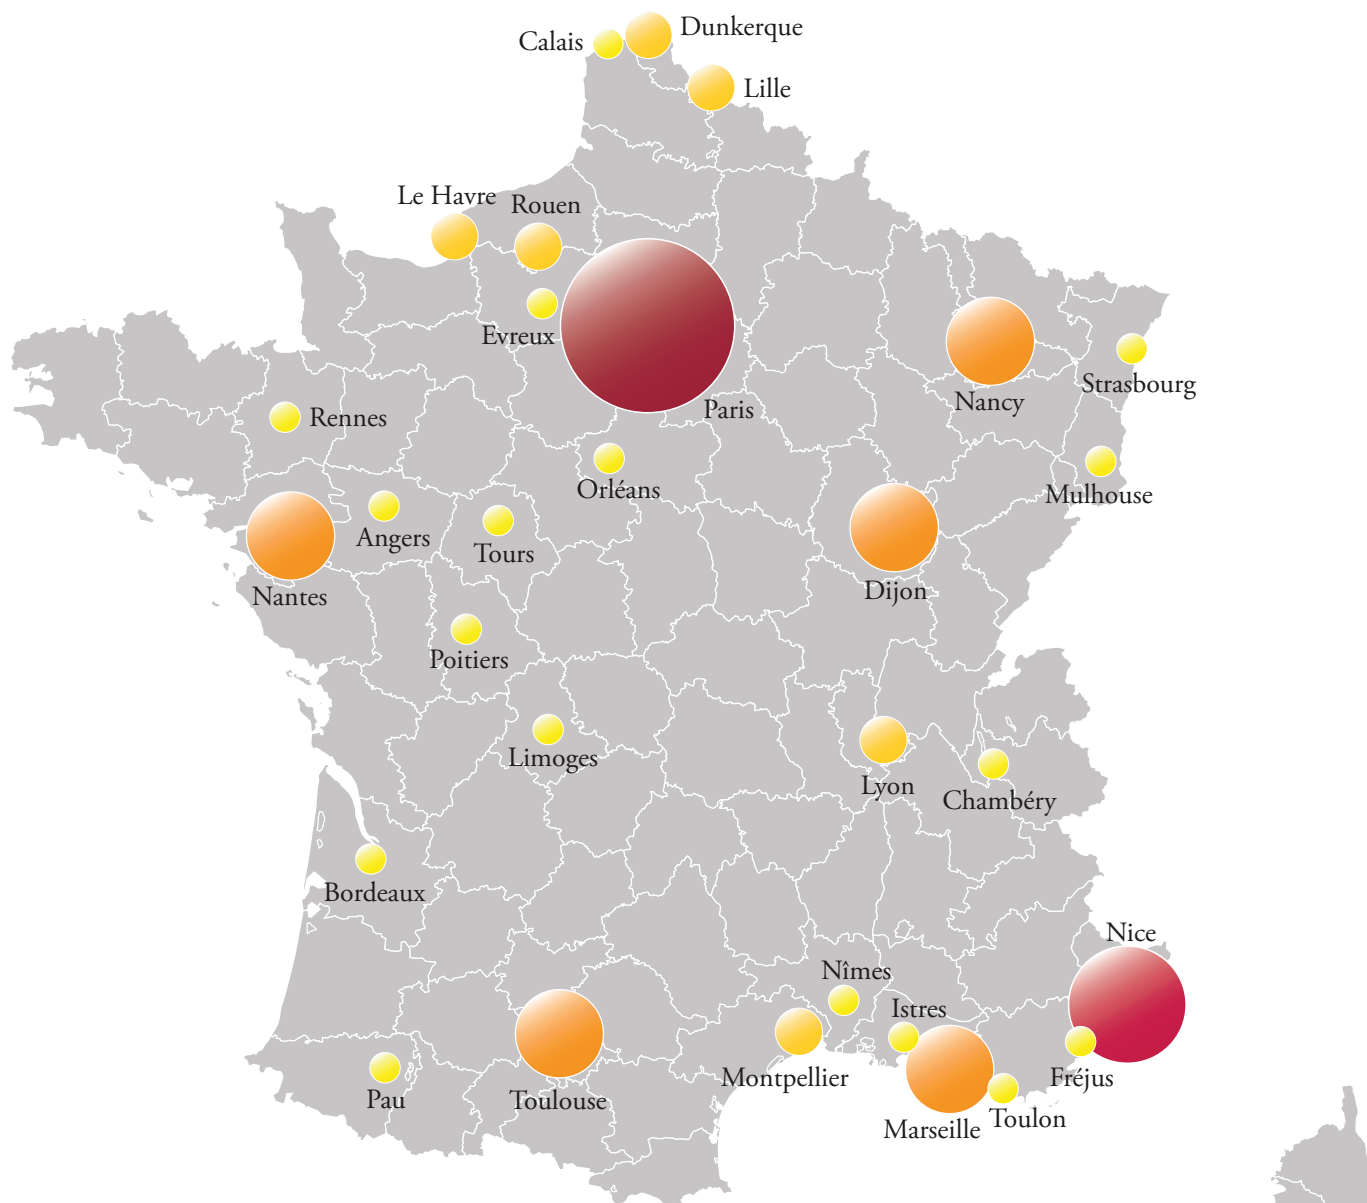 Dunkerque
Calais
Lille
Le Havre
Rouen
Evreux
Strasbourg
Nancy
Paris
Rennes
Orléans
Mulhouse
Angers
Tours
Dijon
Nantes
Poitiers
Limoges
Lyon
Chambéry
Bordeaux
Nice
Nîmes
Istres
Montpellier
Fréjus
Pau
Toulouse
Toulon
Marseille